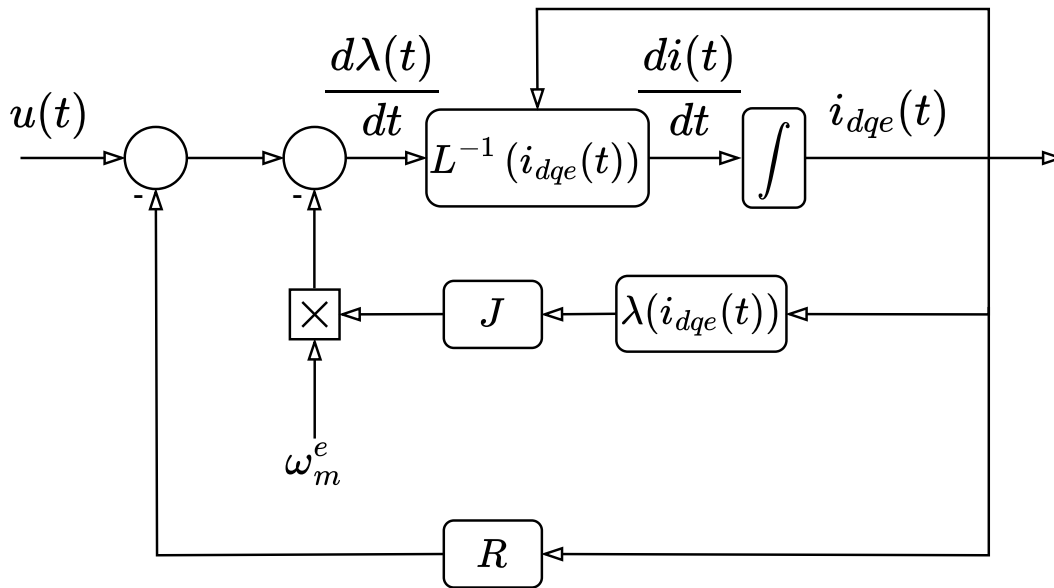 u(t)
-
-
dλ(t)
dt
L⁻¹ (i_{dqe}(t))
di(t)
dt
∫
i_{dqe}(t)
×
J
λ(i_{dqe}(t))
ω_m^e
R